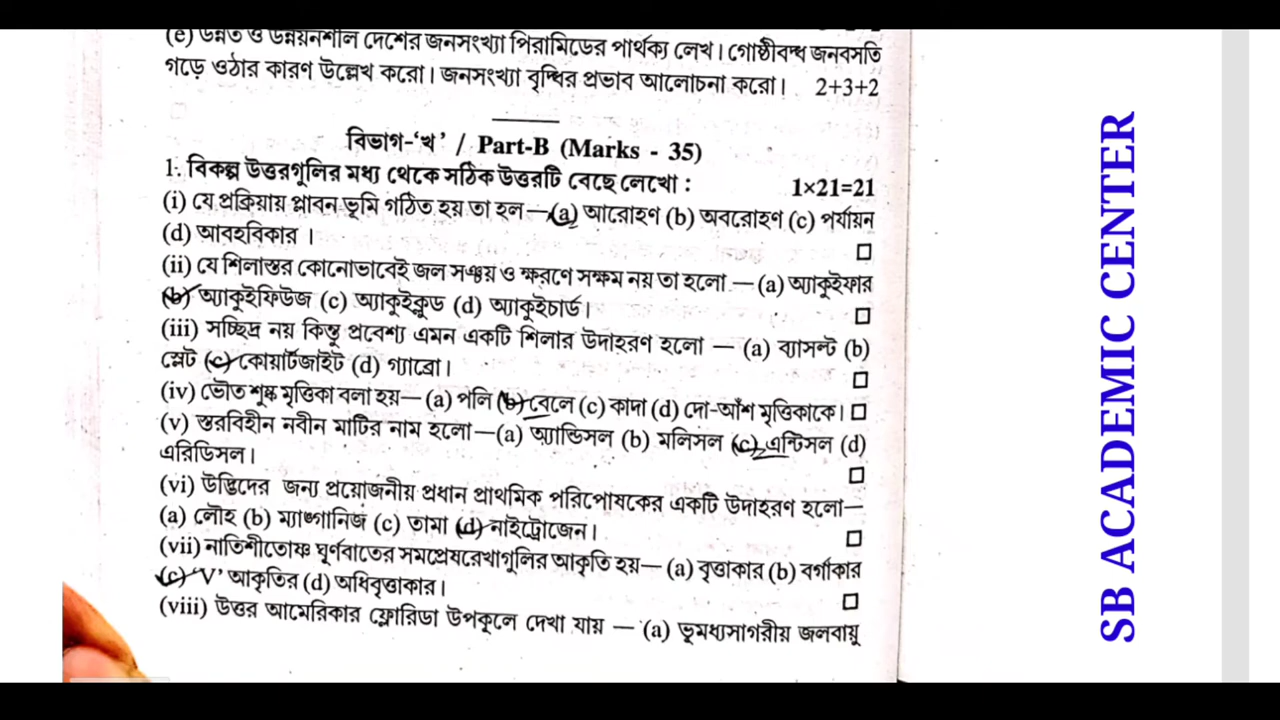 (e) উন্নত ও উন্নয়নশীল দেশের জনসংখ্যা পিরামিডের পার্থক্য লেখ। গোষ্ঠীবদ্ধ জনবসতি
গড়ে ওঠার কারণ উল্লেখ করো। জনসংখ্যা বৃদ্ধির প্রভাব আলোচনা করো। 2+3+2
বিভাগ-‘খ’ / Part-B (Marks - 35)
1. বিকল্প উত্তরগুলির মধ্য থেকে সঠিক উত্তরটি বেছে লেখো : 1×21=21
(i) যে প্রক্রিয়ায় প্লাবন ভূমি গঠিত হয় তা হল—(a) আরোহণ (b) অবরোহণ (c) পর্যায়ন
(d) আবহবিকার ।
(ii) যে শিলাস্তর কোনোভাবেই জল সঞ্চয় ও ক্ষরণে সক্ষম নয় তা হলো —(a) অ্যাকুইফার
(b) অ্যাকুইফিউজ (c) অ্যাকুইক্লুড (d) অ্যাকুইচার্ড।
(iii) সচ্ছিদ্র নয় কিন্তু প্রবেশ্য এমন একটি শিলার উদাহরণ হলো — (a) ব্যাসল্ট (b)
স্লেট (c) কোয়ার্টজাইট (d) গ্যাব্রো।
(iv) ভৌত শুষ্ক মৃত্তিকা বলা হয়— (a) পলি (b) বেলে (c) কাদা (d) দো-আঁশ মৃত্তিকাকে।
(v) স্তরবিহীন নবীন মাটির নাম হলো—(a) অ্যান্ডিসল (b) মলিসল (c) এন্টিসল (d)
এরিডিসল।
(vi) উদ্ভিদের জন্য প্রয়োজনীয় প্রধান প্রাথমিক পরিপোষকের একটি উদাহরণ হলো—
(a) লৌহ (b) ম্যাঙ্গানিজ (c) তামা (d) নাইট্রোজেন।
(vii) নাতিশীতোষ্ণ ঘূর্ণবাতের সমপ্রেষরেখাগুলির আকৃতি হয়— (a) বৃত্তাকার (b) বর্গাকার
(c) ‘V’ আকৃতির (d) অধিবৃত্তাকার।
(viii) উত্তর আমেরিকার ফ্লোরিডা উপকূলে দেখা যায় — (a) ভূমধ্যসাগরীয় জলবায়ু
SB ACADEMIC CENTER